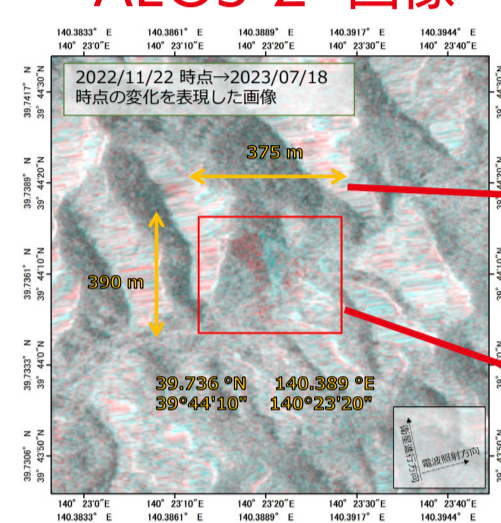 ALOS-2 画像
140.3833° E 140.3861° E 140.3889° E 140.3917° E 140.3944° E
140° 23'0"E 140° 23'10"E 140° 23'20"E 140° 23'30"E 140° 23'40"E
2022/11/22 時点→2023/07/18
時点の変化を表現した画像
39.7417° N
39° 44'30"N
39.7389° N
39° 44'20"N
39.7361° N
39° 44'10"N
39.7333° N
39° 44'0"N
39.7306° N
39° 43'50"N
375 m
390 m
39.736 °N 140.389 °E
39°44'10" 140°23'20"
衛星進行方向
電波照射方向
140° 23'0"E 140° 23'10"E 140° 23'20"E 140° 23'30"E 140° 23'40"E
140.3833° E 140.3861° E 140.3889° E 140.3917° E 140.3944° E